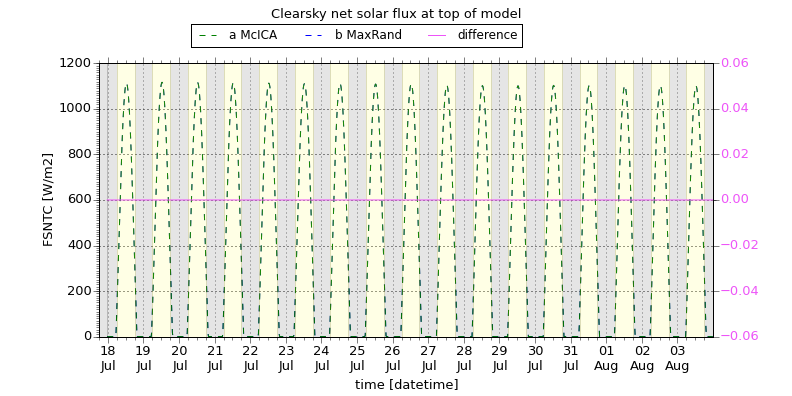 Clearsky net solar flux at top of model
a McICA b MaxRand difference
FSNTC [W/m2]
1200
1000
800
600
400
200
0
0.06
0.04
0.02
0.00
−0.02
−0.04
−0.06
18 19 20 21 22 23 24 25 26 27 28 29 30 31 01 02 03
Jul Jul Jul Jul Jul Jul Jul Jul Jul Jul Jul Jul Jul Jul Aug Aug Aug
time [datetime]